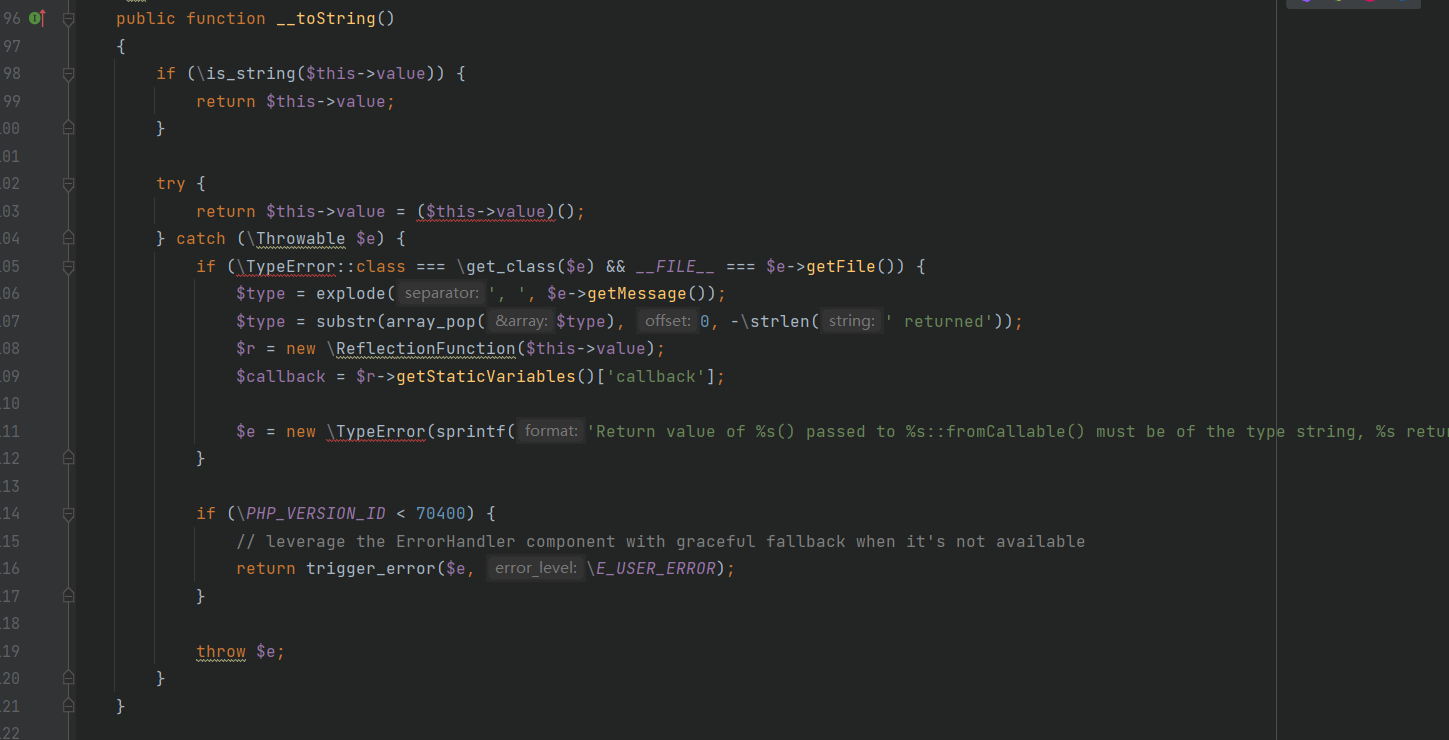 96 public function __toString()
97 {
98 if (\is_string($this->value)) {
99 return $this->value;
00 }
01
02 try {
03 return $this->value = ($this->value)();
04 } catch (\Throwable $e) {
05 if (\TypeError::class === \get_class($e) && __FILE__ === $e->getFile()) {
06 $type = explode( separator: ', ', $e->getMessage());
07 $type = substr(array_pop( &array: $type), offset: 0, -\strlen( string: ' returned'));
08 $r = new \ReflectionFunction($this->value);
09 $callback = $r->getStaticVariables()['callback'];
10
11 $e = new \TypeError(sprintf( format: 'Return value of %s() passed to %s::fromCallable() must be of the type string, %s retu
12 }
13
14 if (\PHP_VERSION_ID < 70400) {
15 // leverage the ErrorHandler component with graceful fallback when it's not available
16 return trigger_error($e, error_level: \E_USER_ERROR);
17 }
18
19 throw $e;
20 }
21 }
22